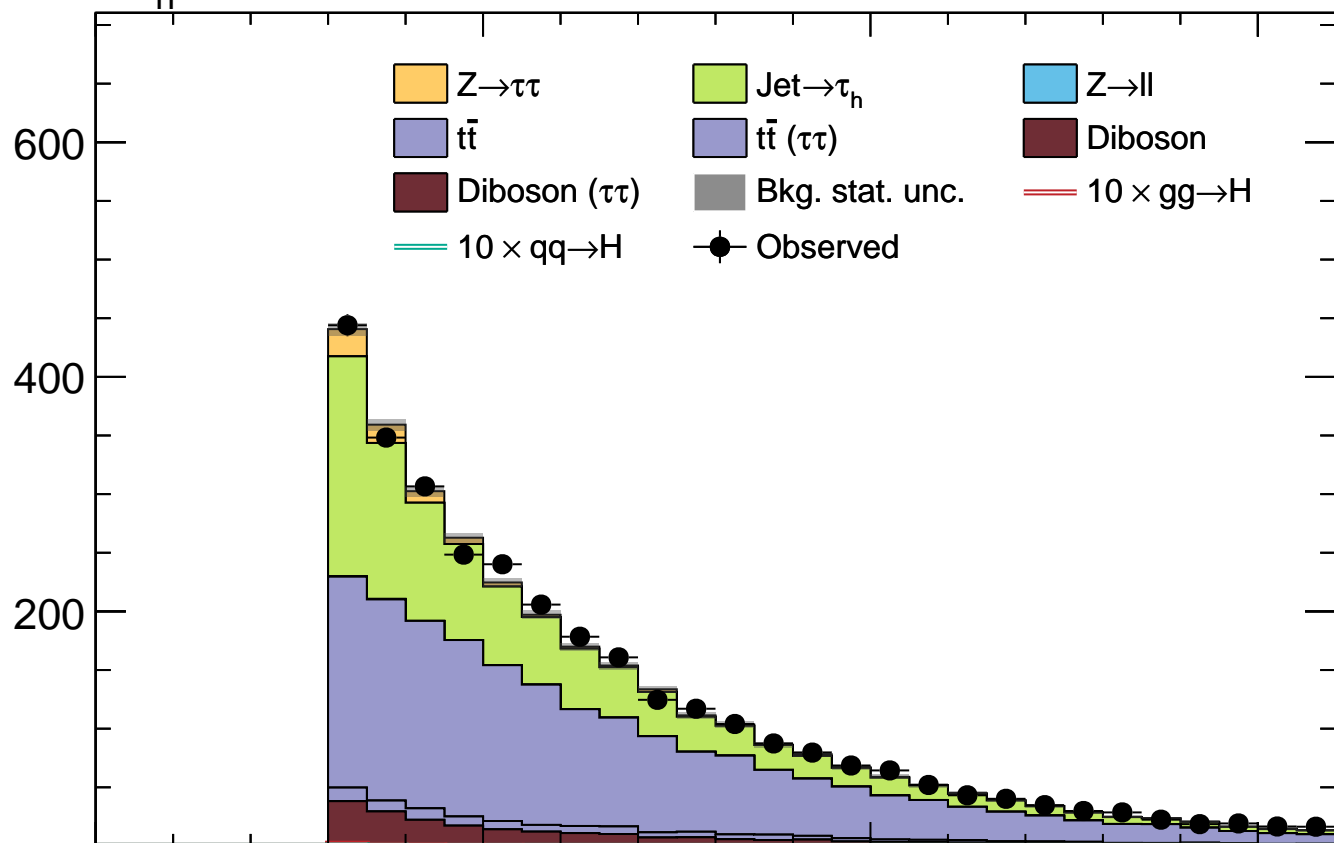 Z→ττ Jet→τh Z→ll
tt̄ tt̄ (ττ) Diboson
Diboson (ττ) Bkg. stat. unc. 10 × gg→H
10 × qq→H Observed
600
400
200